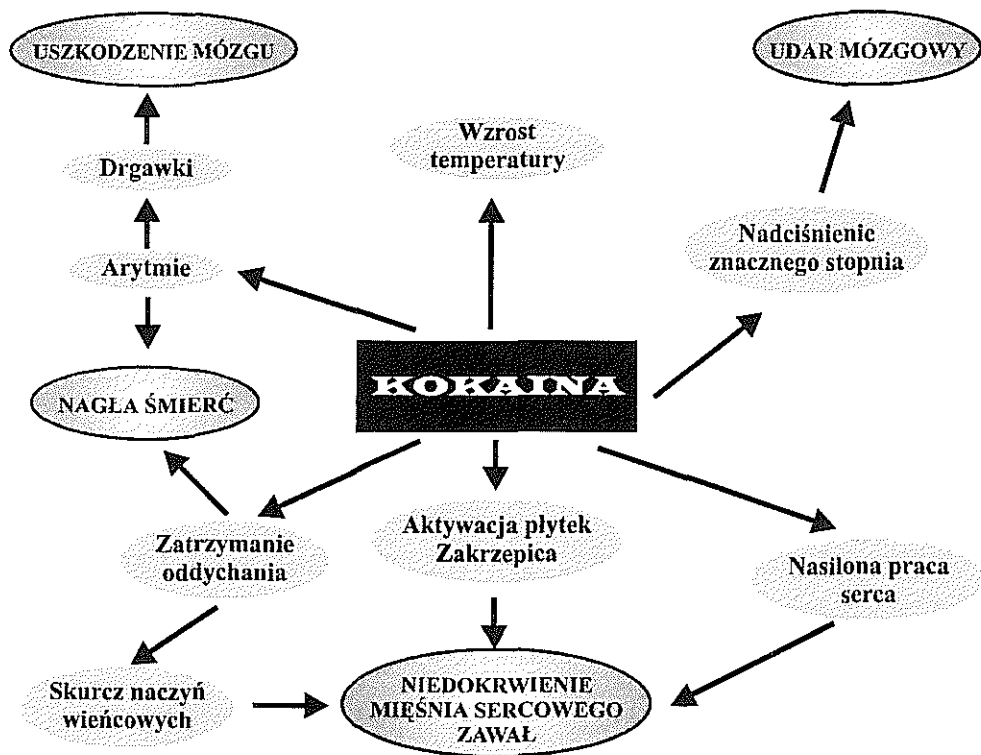 USZKODZENIE MÓZGU
UDAR MÓZGOWY
Wzrost
temperatury
Drgawki
Nadciśnienie
znacznego stopnia
Arytmie
KOKAINA
NAGŁA ŚMIERĆ
Zatrzymanie
oddychania
Aktywacja płytek
Zakrzepica
Nasilona praca
serca
Skurcz naczyń
wieńcowych
NIEDOKRWIENIE
MIĘŚNIA SERCOWEGO
ZAWAŁ